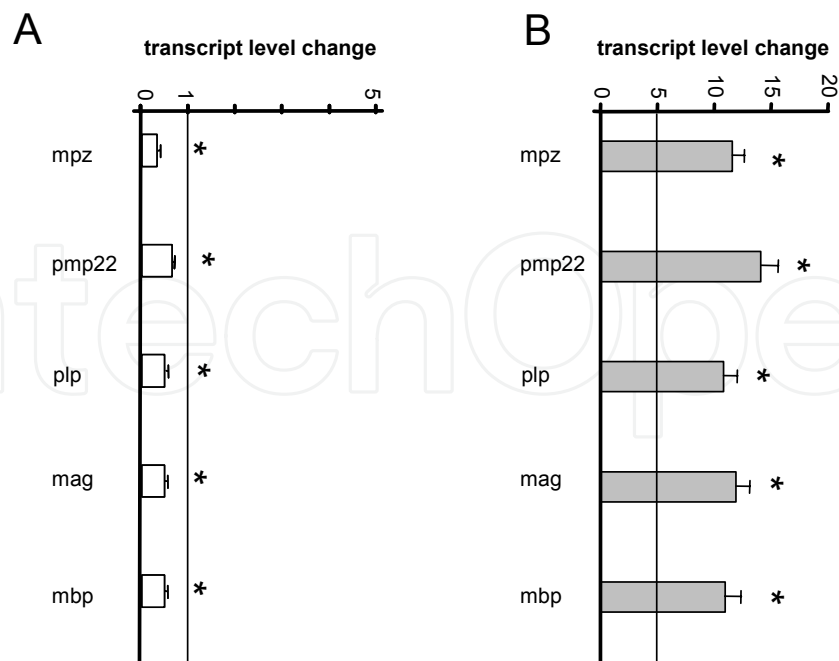 A
transcript level change
0 1 5
mpz *
pmp22 *
plp *
mag *
mbp *
B
transcript level change
0 5 10 15 20
mpz *
pmp22 *
plp *
mag *
mbp *
ntechOpe